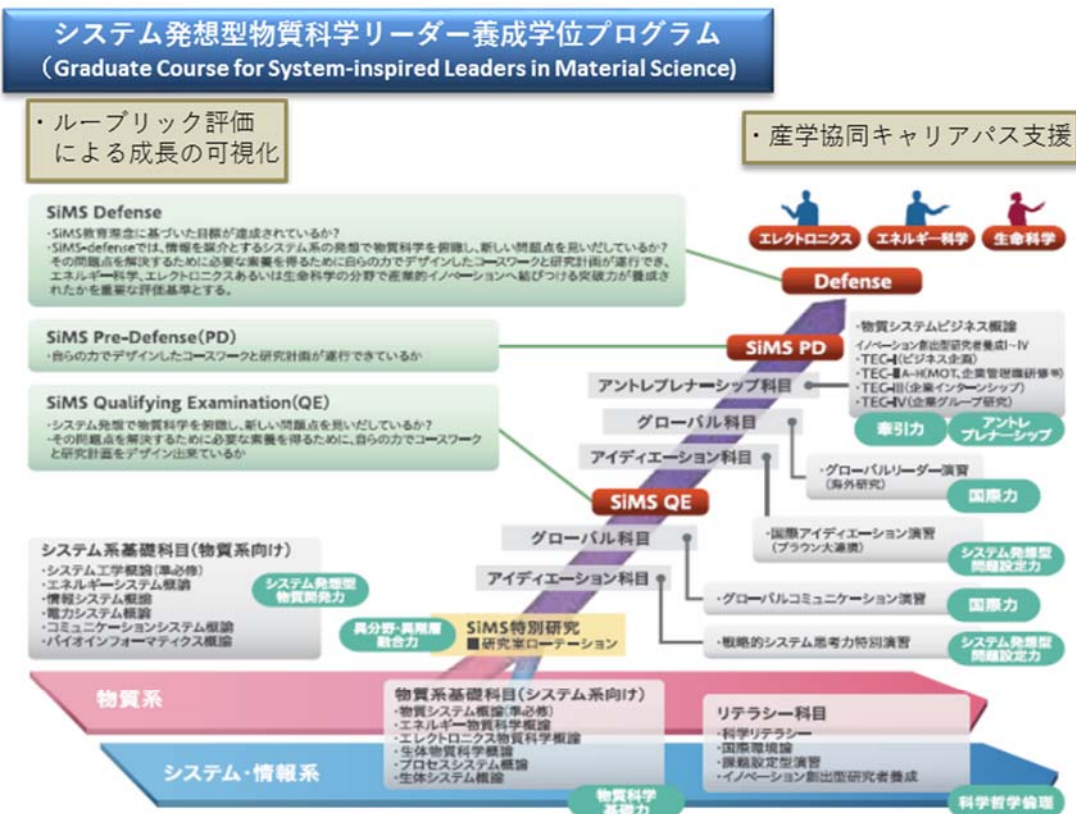 システム発想型物質科学リーダー養成学位プログラム
（Graduate Course for System-inspired Leaders in Material Science)
・ルーブリック評価
による成長の可視化
・産学協同キャリアパス支援
SiMS Defense
・SiMS教育理念に基づいた目標が達成されているか?
・SiMS-defenseでは、情報を媒介とするシステム系の発想で物質科学を俯瞰し、新しい問題点を見いだしているか?
その問題点を解決するために必要な素養を得るために自らの力でデザインしたコースワークと研究計画が遂行でき、
エネルギー科学、エレクトロニクスあるいは生命科学の分野で産業的イノベーションへ結びつける突破力が養成さ
れたかを重要な評価基準とする。
エレクトロニクス
エネルギー科学
生命科学
Defense
SiMS Pre-Defense(PD)
・自らの力でデザインしたコースワークと研究計画が遂行できているか
SiMS PD
・物質システムビジネス概論
イノベーション創出型研究者養成I〜IV
・TEC-I(ビジネス企画)
・TEC-II A-H(MOT、企業管理職研修等)
・TEC-III(企業インターンシップ)
・TEC-IV(企業グループ研究)
牽引力
アントレ
プレナーシップ
アントレプレナーシップ科目
SiMS Qualifying Examination(QE)
・システム発想で物質科学を俯瞰し、新しい問題点を見いだしているか?
・その問題点を解決するために必要な素養を得るために、自らの力でコースワーク
と研究計画をデザイン出来ているか
グローバル科目
アイディエーション科目
・グローバルリーダー演習
(海外研究)
国際力
SiMS QE
グローバル科目
・国際アイディエーション演習
(ブラウン大連携)
システム発想型
問題設定力
アイディエーション科目
・グローバルコミュニケーション演習
国際力
・戦略的システム思考力特別演習
システム発想型
問題設定力
システム系基礎科目(物質系向け)
・システム工学概論(準必修)
・エネルギーシステム概論
・情報システム概論
・電力システム概論
・コミュニケーションシステム概論
・バイオインフォマティクス概論
システム発想型
物質開発力
異分野・異階層
融合力
SiMS特別研究
■研究室ローテーション
物質系
物質系基礎科目(システム系向け)
・物質システム概論(準必修)
・エネルギー物質科学概論
・エレクトロニクス物質科学概論
・生体物質科学概論
・プロセスシステム概論
・生体システム概論
物質科学
基礎力
リテラシー科目
・科学リテラシー
・国際環境論
・課題設定型演習
・イノベーション創出型研究者養成
科学哲学倫理
システム・情報系